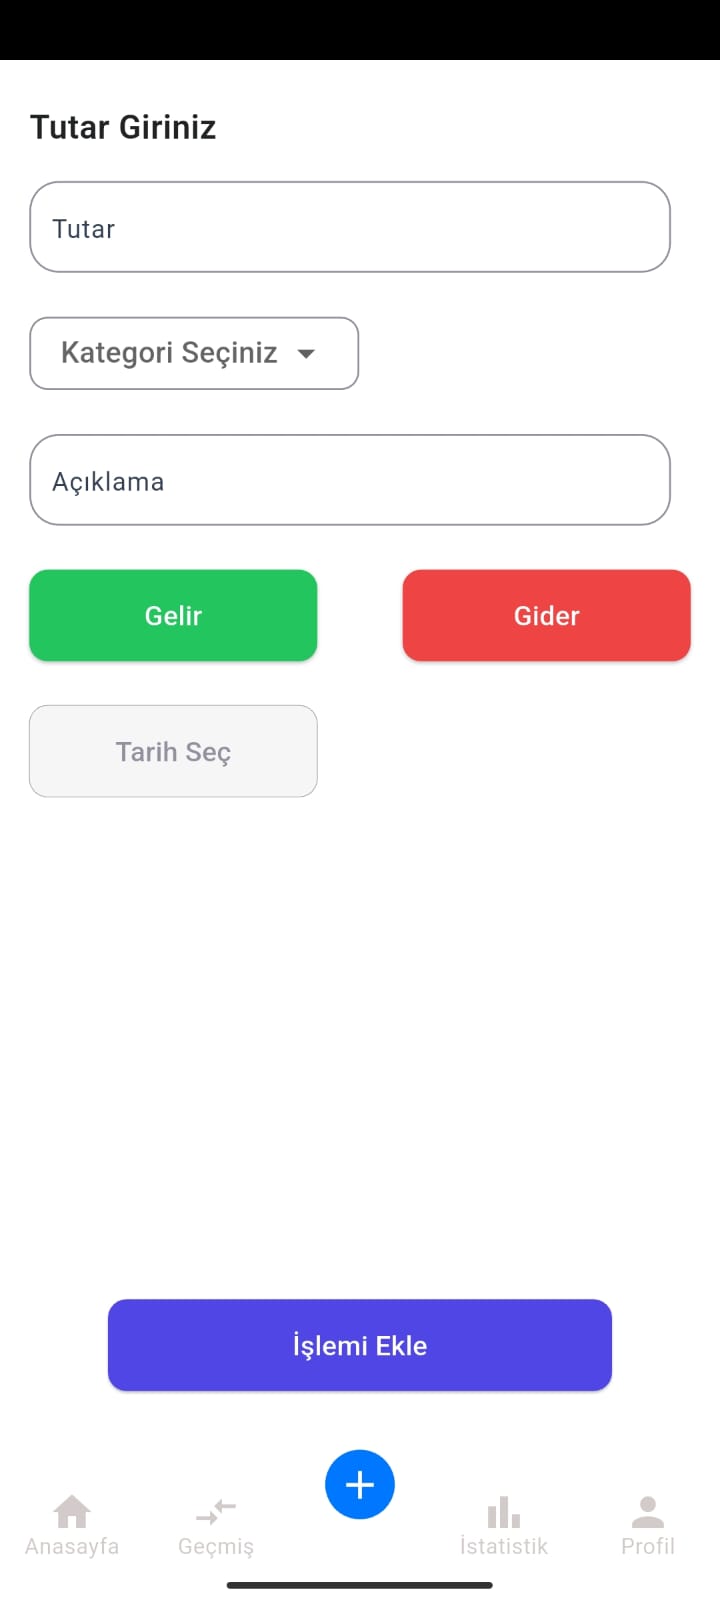 Tutar Giriniz
Tutar
Kategori Seçiniz
Açıklama
Gelir
Gider
Tarih Seç
İşlemi Ekle
Anasayfa
Geçmiş
İstatistik
Profil